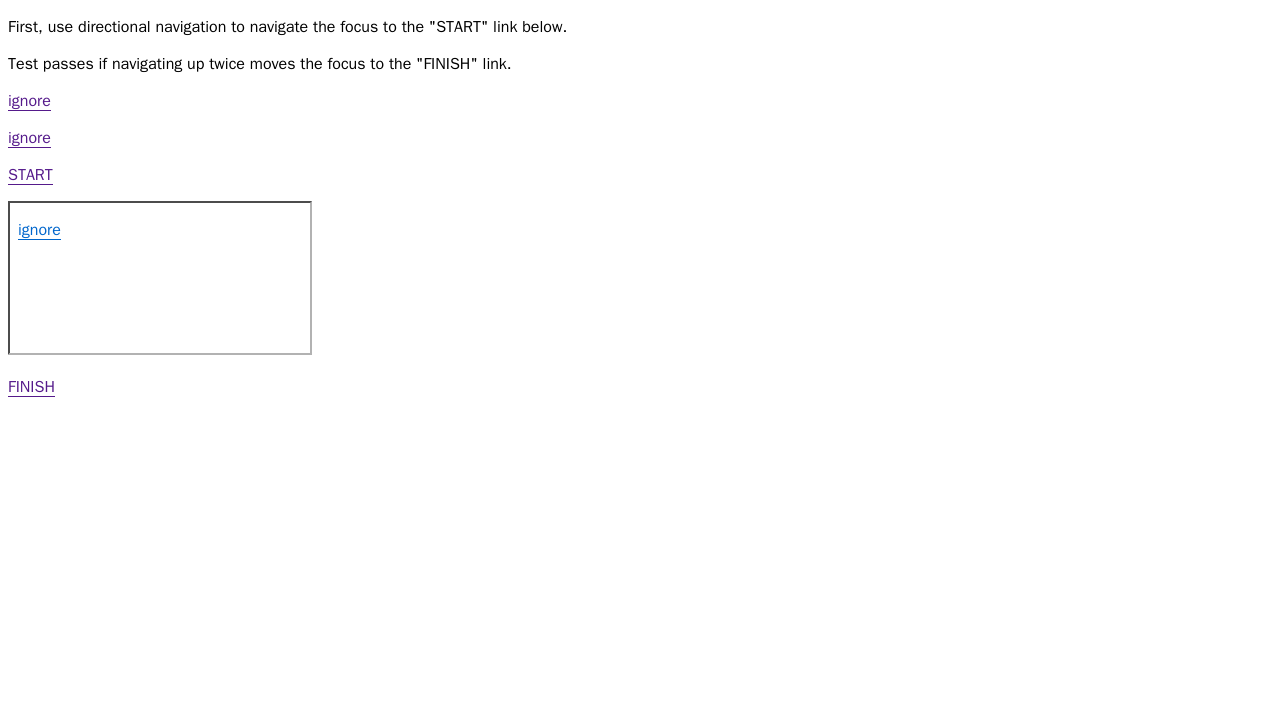 First, use directional navigation to navigate the focus to the "START" link below.
Test passes if navigating up twice moves the focus to the "FINISH" link.
ignore
ignore
START
ignore
FINISH